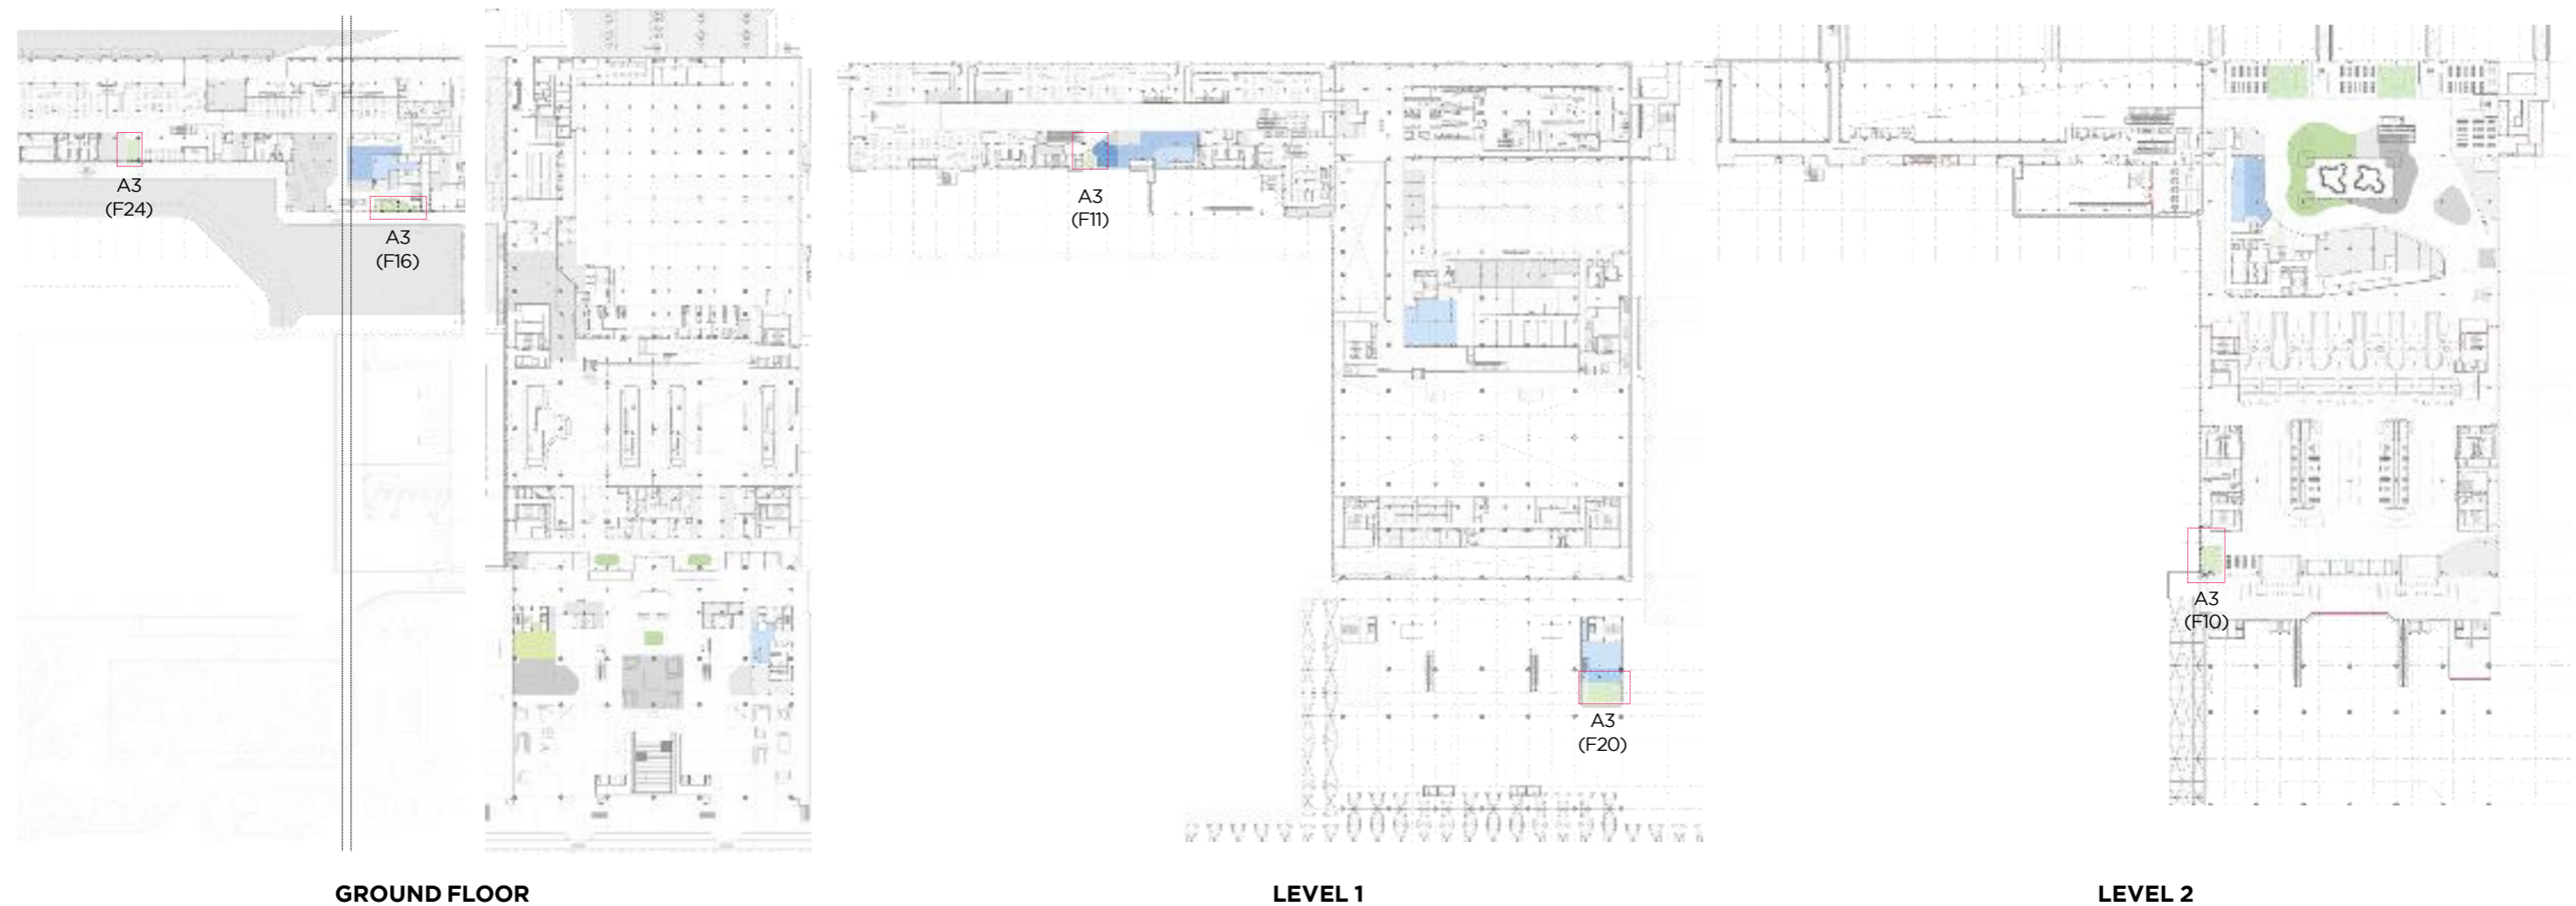 A3
(F24)
A3
(F16)
A3
(F11)
A3
(F20)
A3
(F10)
GROUND FLOOR
LEVEL 1
LEVEL 2